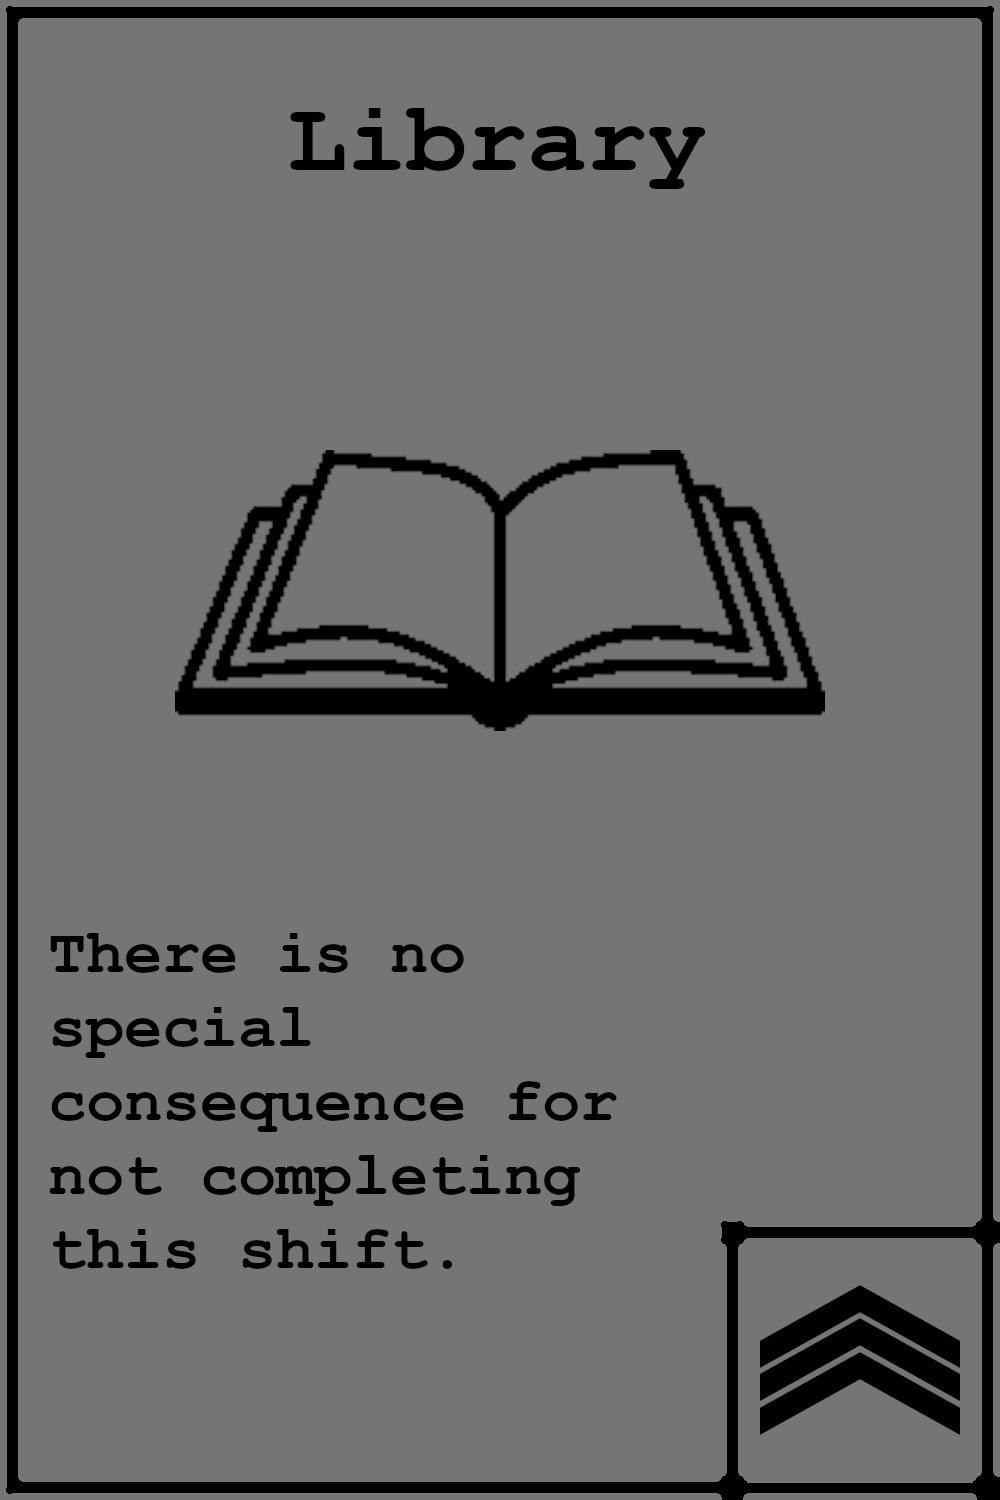 Library
There is no
special
consequence for
not completing
this shift.